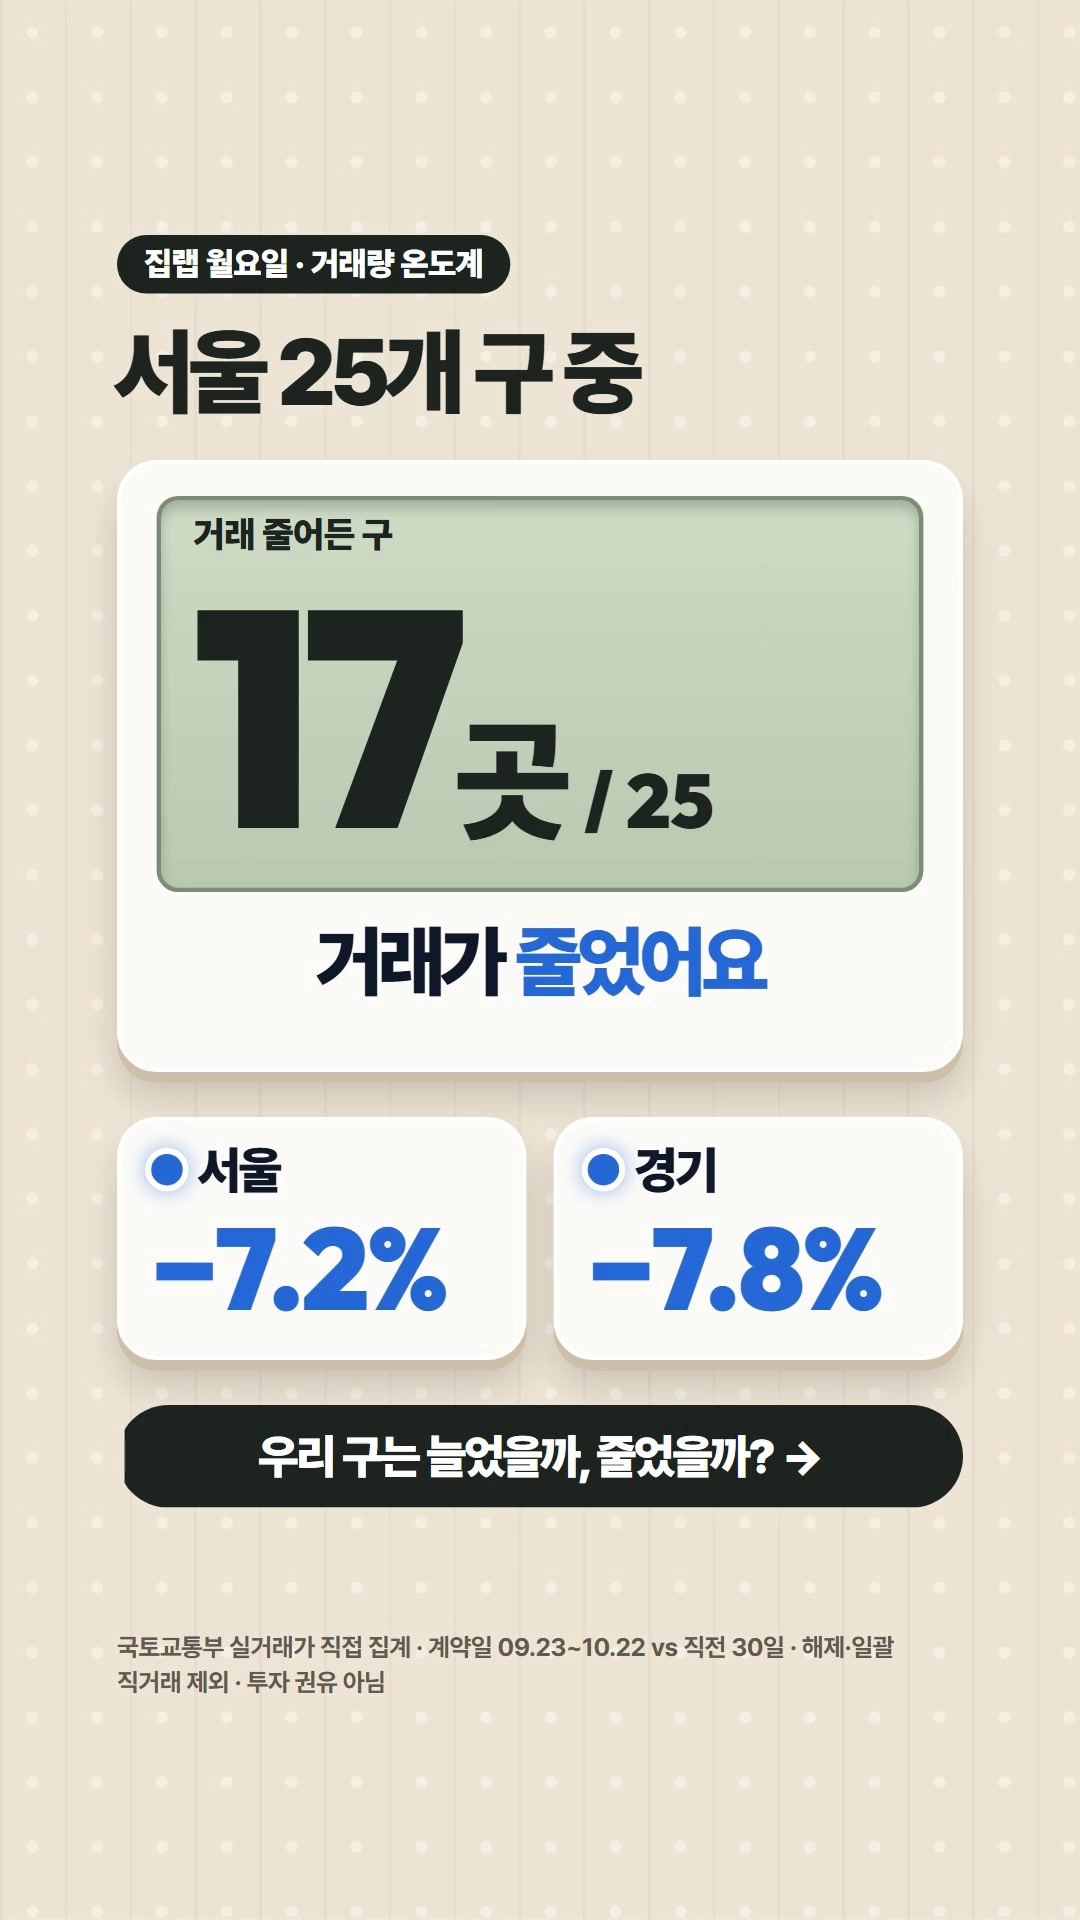 집랩 월요일 · 거래량 온도계
서울 25개 구 중
거래 줄어든 구
17곳 / 25
거래가 줄었어요
서울
−7.2%
경기
−7.8%
우리 구는 늘었을까, 줄었을까? →
국토교통부 실거래가 직접 집계 · 계약일 09.23~10.22 vs 직전 30일 · 해제·일괄
직거래 제외 · 투자 권유 아님